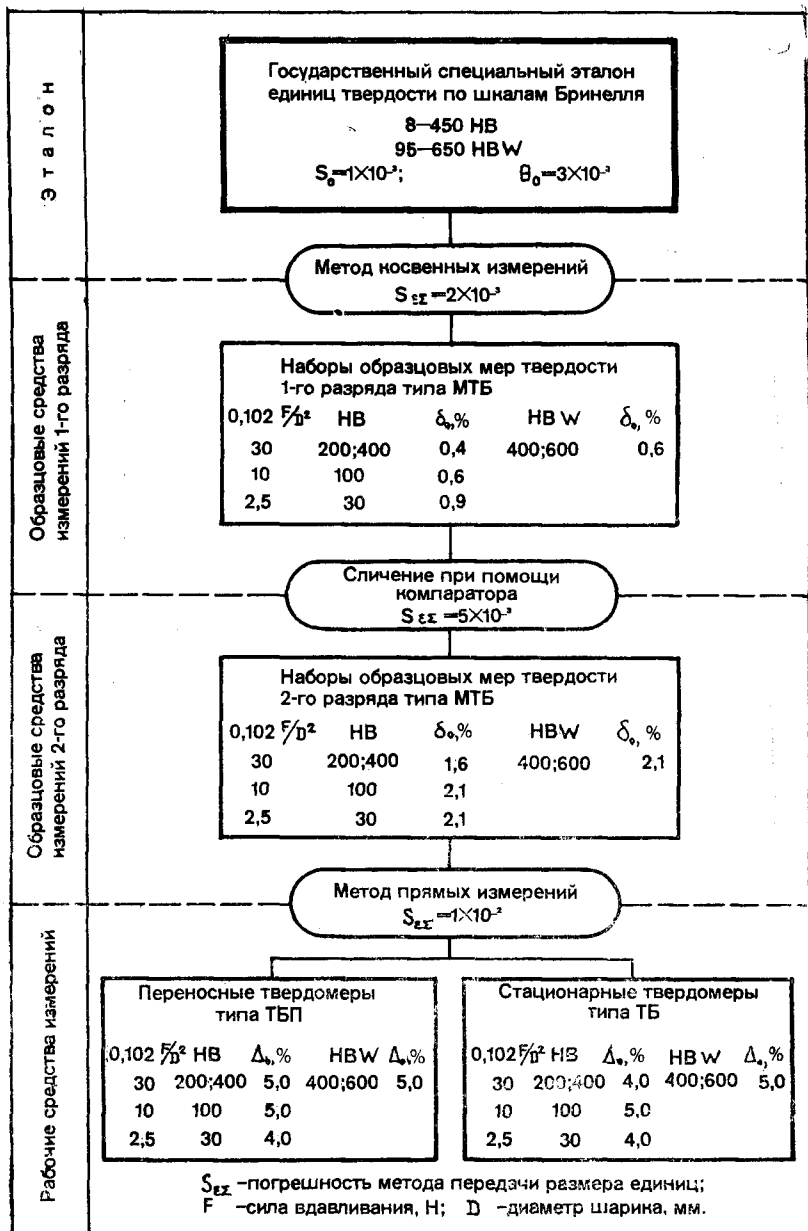 Эталон
Государственный специальный эталон
единиц твердости по шкалам Бринелля
8—450 HB
95—650 HBW
S₀=1×10⁻³; θ₀=3×10⁻³
Метод косвенных измерений
S εΣ=2×10⁻³
Образцовые средства
измерений 1-го разряда
Наборы образцовых мер твердости
1-го разряда типа МТБ
0,102 F/D² HB δ₀,% HBW δ₀,%
30 200;400 0,4 400;600 0,6
10 100 0,6
2,5 30 0,9
Сличение при помощи
компаратора
S εΣ=5×10⁻³
Образцовые средства
измерений 2-го разряда
Наборы образцовых мер твердости
2-го разряда типа МТБ
0,102 F/D² HB δ₀,% HBW δ₀,%
30 200;400 1,6 400;600 2,1
10 100 2,1
2,5 30 2,1
Метод прямых измерений
S εΣ=1×10⁻²
Рабочие средства измерений
Переносные твердомеры
типа ТБП
0,102 F/D² HB Δ₀,% HBW Δ₀,%
30 200;400 5,0 400;600 5,0
10 100 5,0
2,5 30 4,0
Стационарные твердомеры
типа ТБ
0,102 F/D² HB Δ₀,% HBW Δ₀,%
30 200;400 4,0 400;600 5,0
10 100 5,0
2,5 30 4,0
S εΣ –погрешность метода передачи размера единиц;
F –сила вдавливания, Н; D –диаметр шарика, мм.